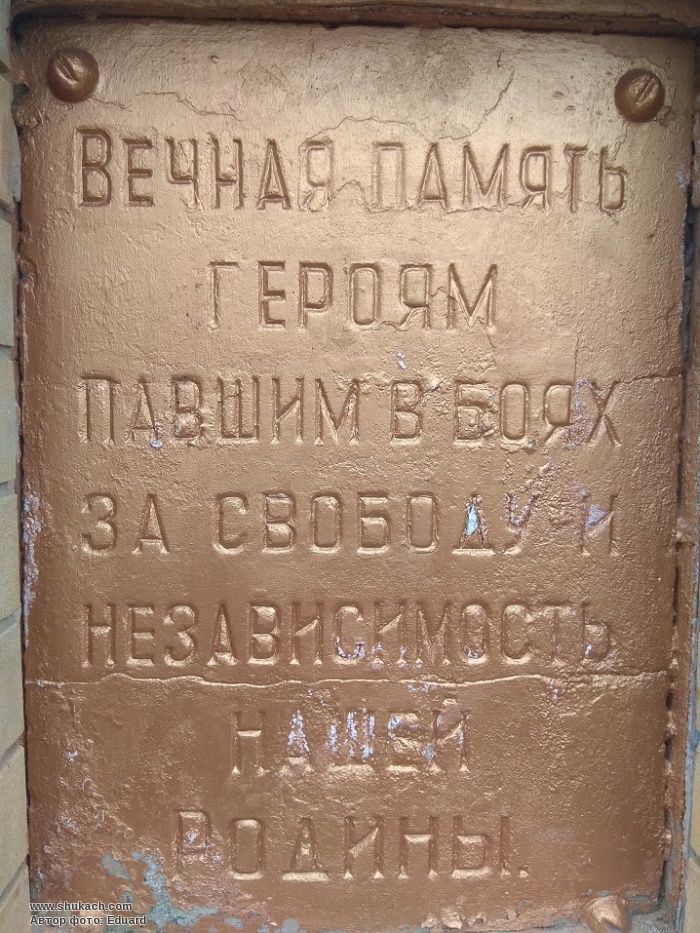 ВЕЧНАЯ ПАМЯТЬ
ГЕРОЯМ
ПАВШИМ В БОЯХ
ЗА СВОБОДУ И
НЕЗАВИСИМОСТЬ
НАШЕЙ
РОДИНЫ.
www.shukach.com
Автор фото: Eduard